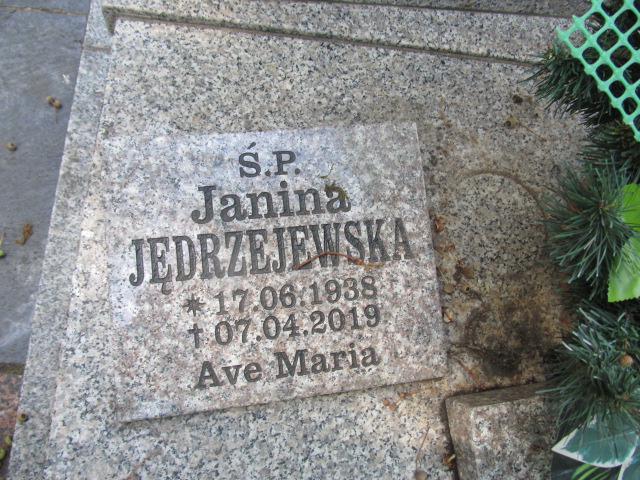 Ś.P.
Janina
JĘDRZEJEWSKA
* 17.06.1938
† 07.04.2019
Ave Maria